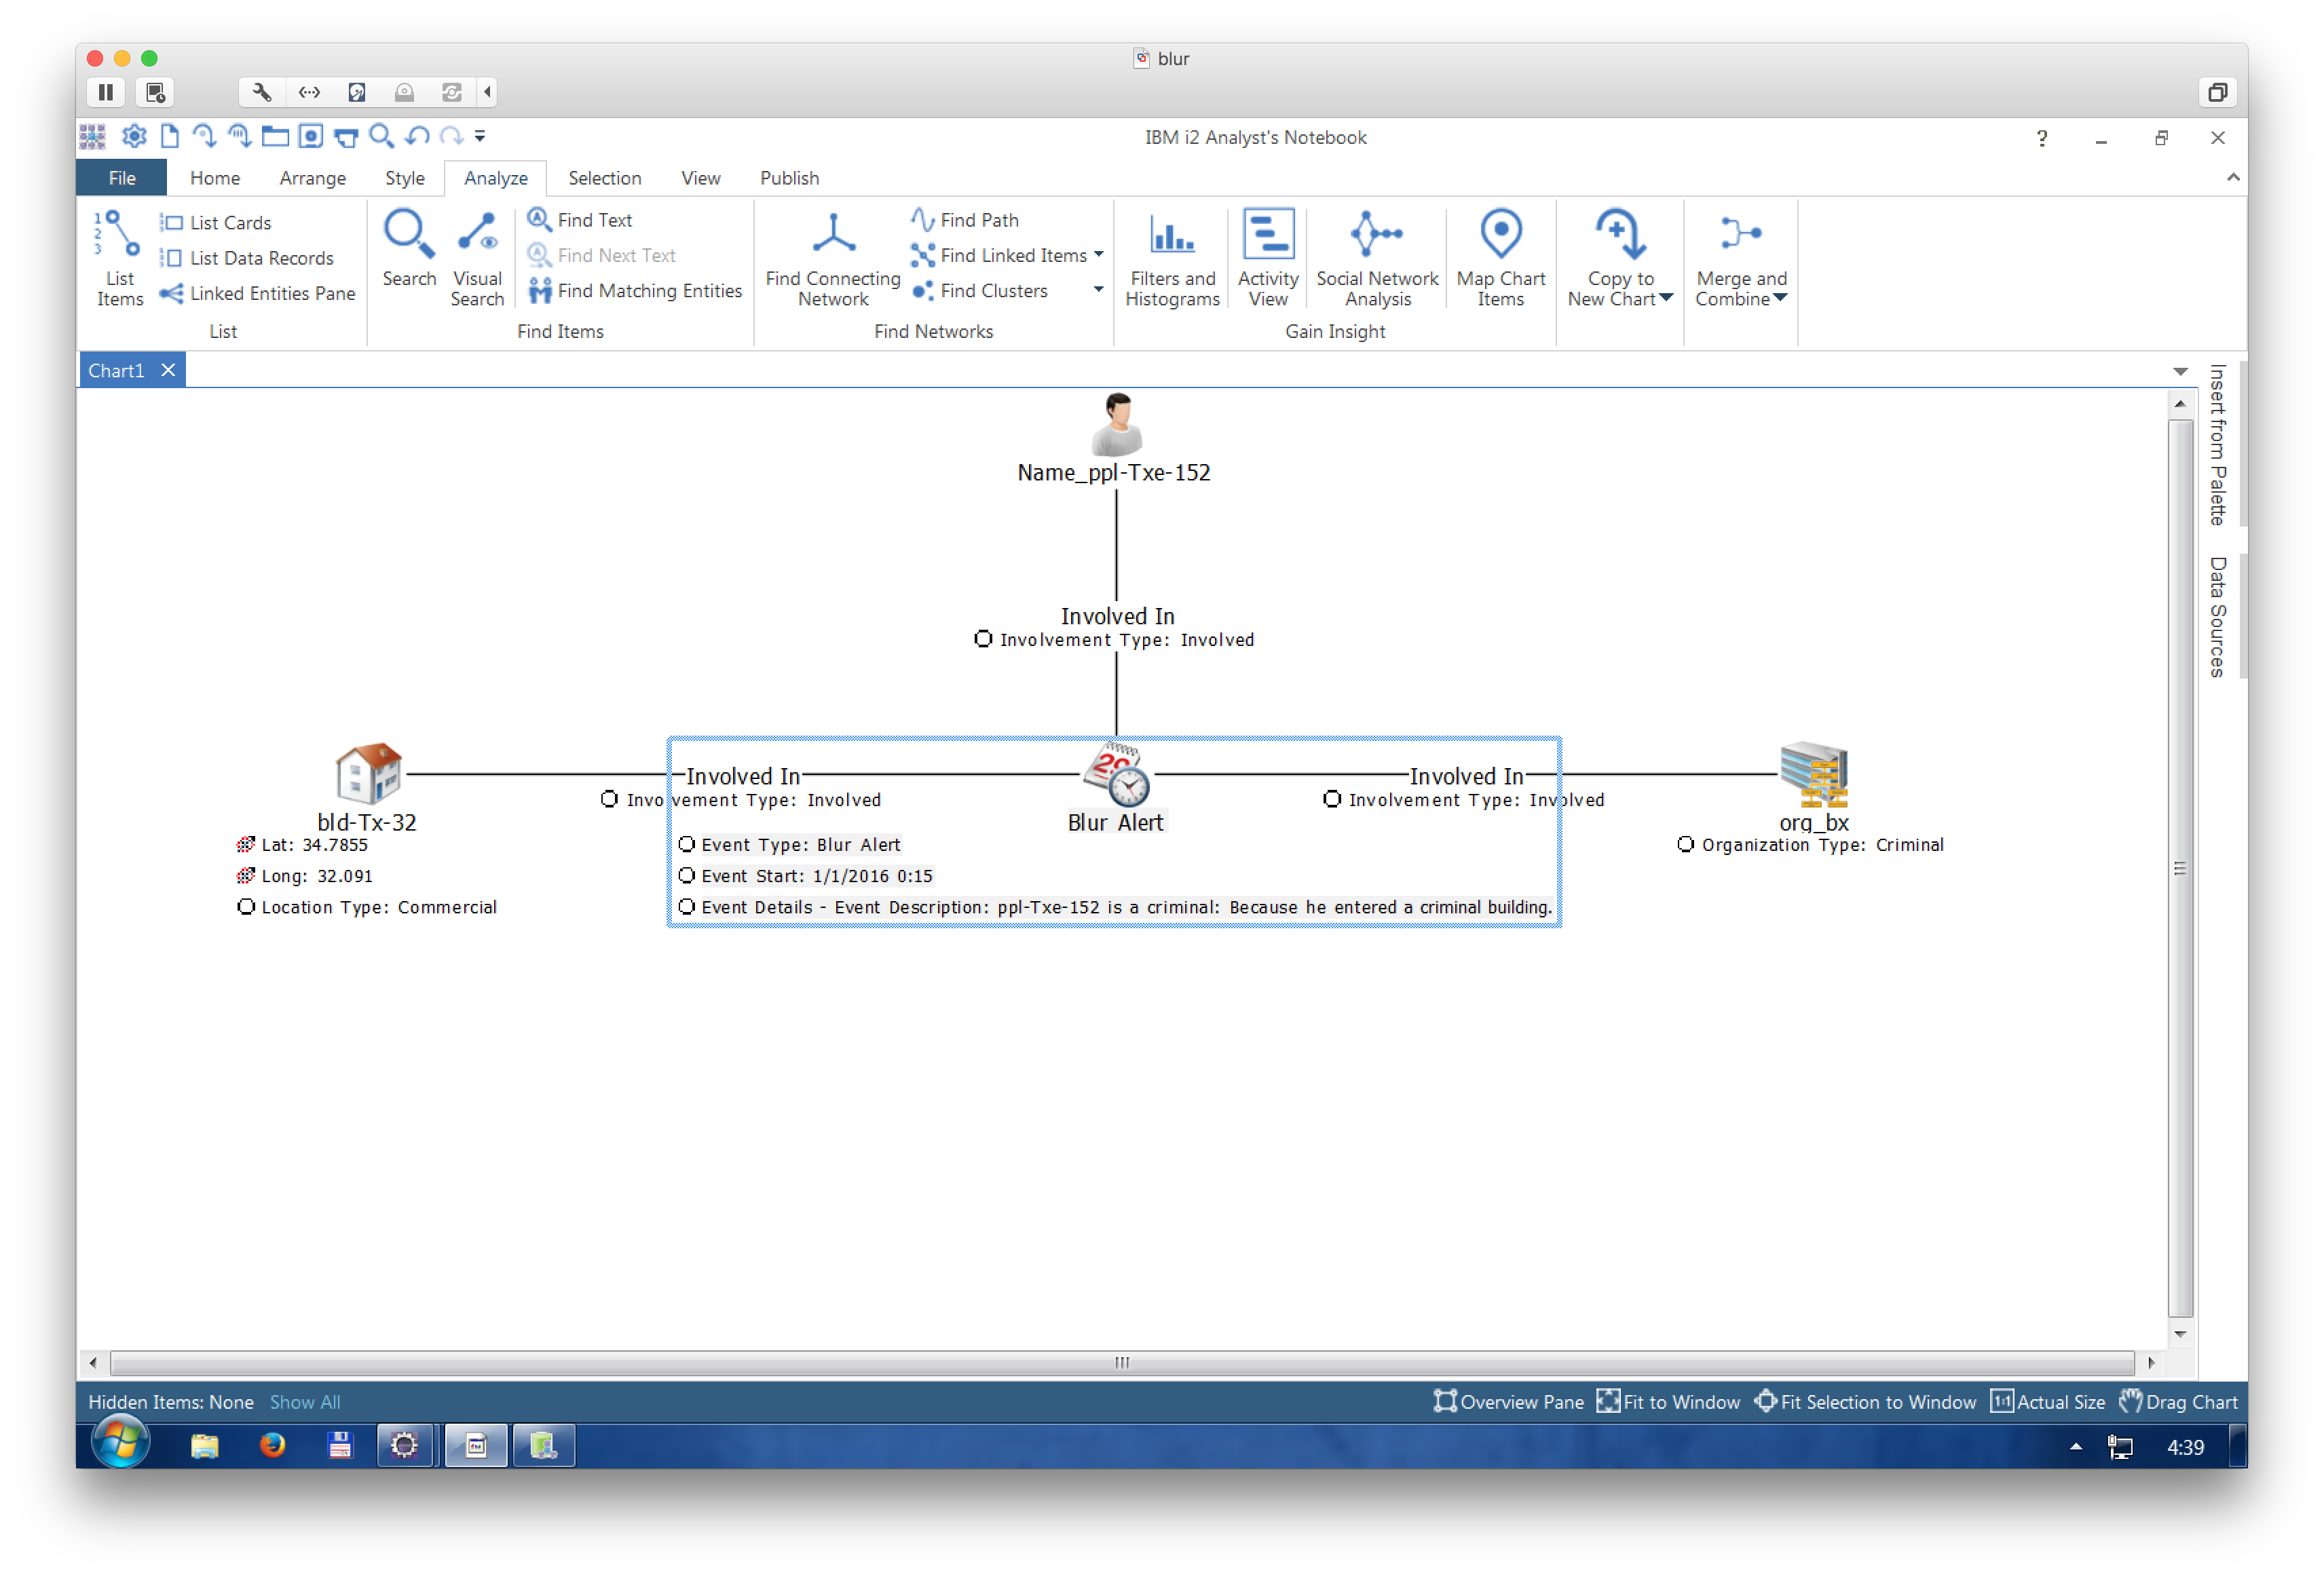 blur
IBM i2 Analyst's Notebook
?
File Home Arrange Style Analyze Selection View Publish
List Items
List Cards
List Data Records
Linked Entities Pane
List
Search
Visual Search
Find Text
Find Next Text
Find Matching Entities
Find Items
Find Connecting Network
Find Path
Find Linked Items
Find Clusters
Find Networks
Filters and Histograms
Activity View
Social Network Analysis
Map Chart Items
Gain Insight
Copy to New Chart
Merge and Combine
Chart1
Insert from Palette
Data Sources
Name_ppl-Txe-152
Involved In
Involvement Type: Involved
Involved In
Involvement Type: Involved
Involved In
Involvement Type: Involved
bld-Tx-32
Lat: 34.7855
Long: 32.091
Location Type: Commercial
Blur Alert
Event Type: Blur Alert
Event Start: 1/1/2016 0:15
Event Details - Event Description: ppl-Txe-152 is a criminal: Because he entered a criminal building.
org_bx
Organization Type: Criminal
Hidden Items: None Show All
Overview Pane Fit to Window Fit Selection to Window 1:1 Actual Size Drag Chart
4:39